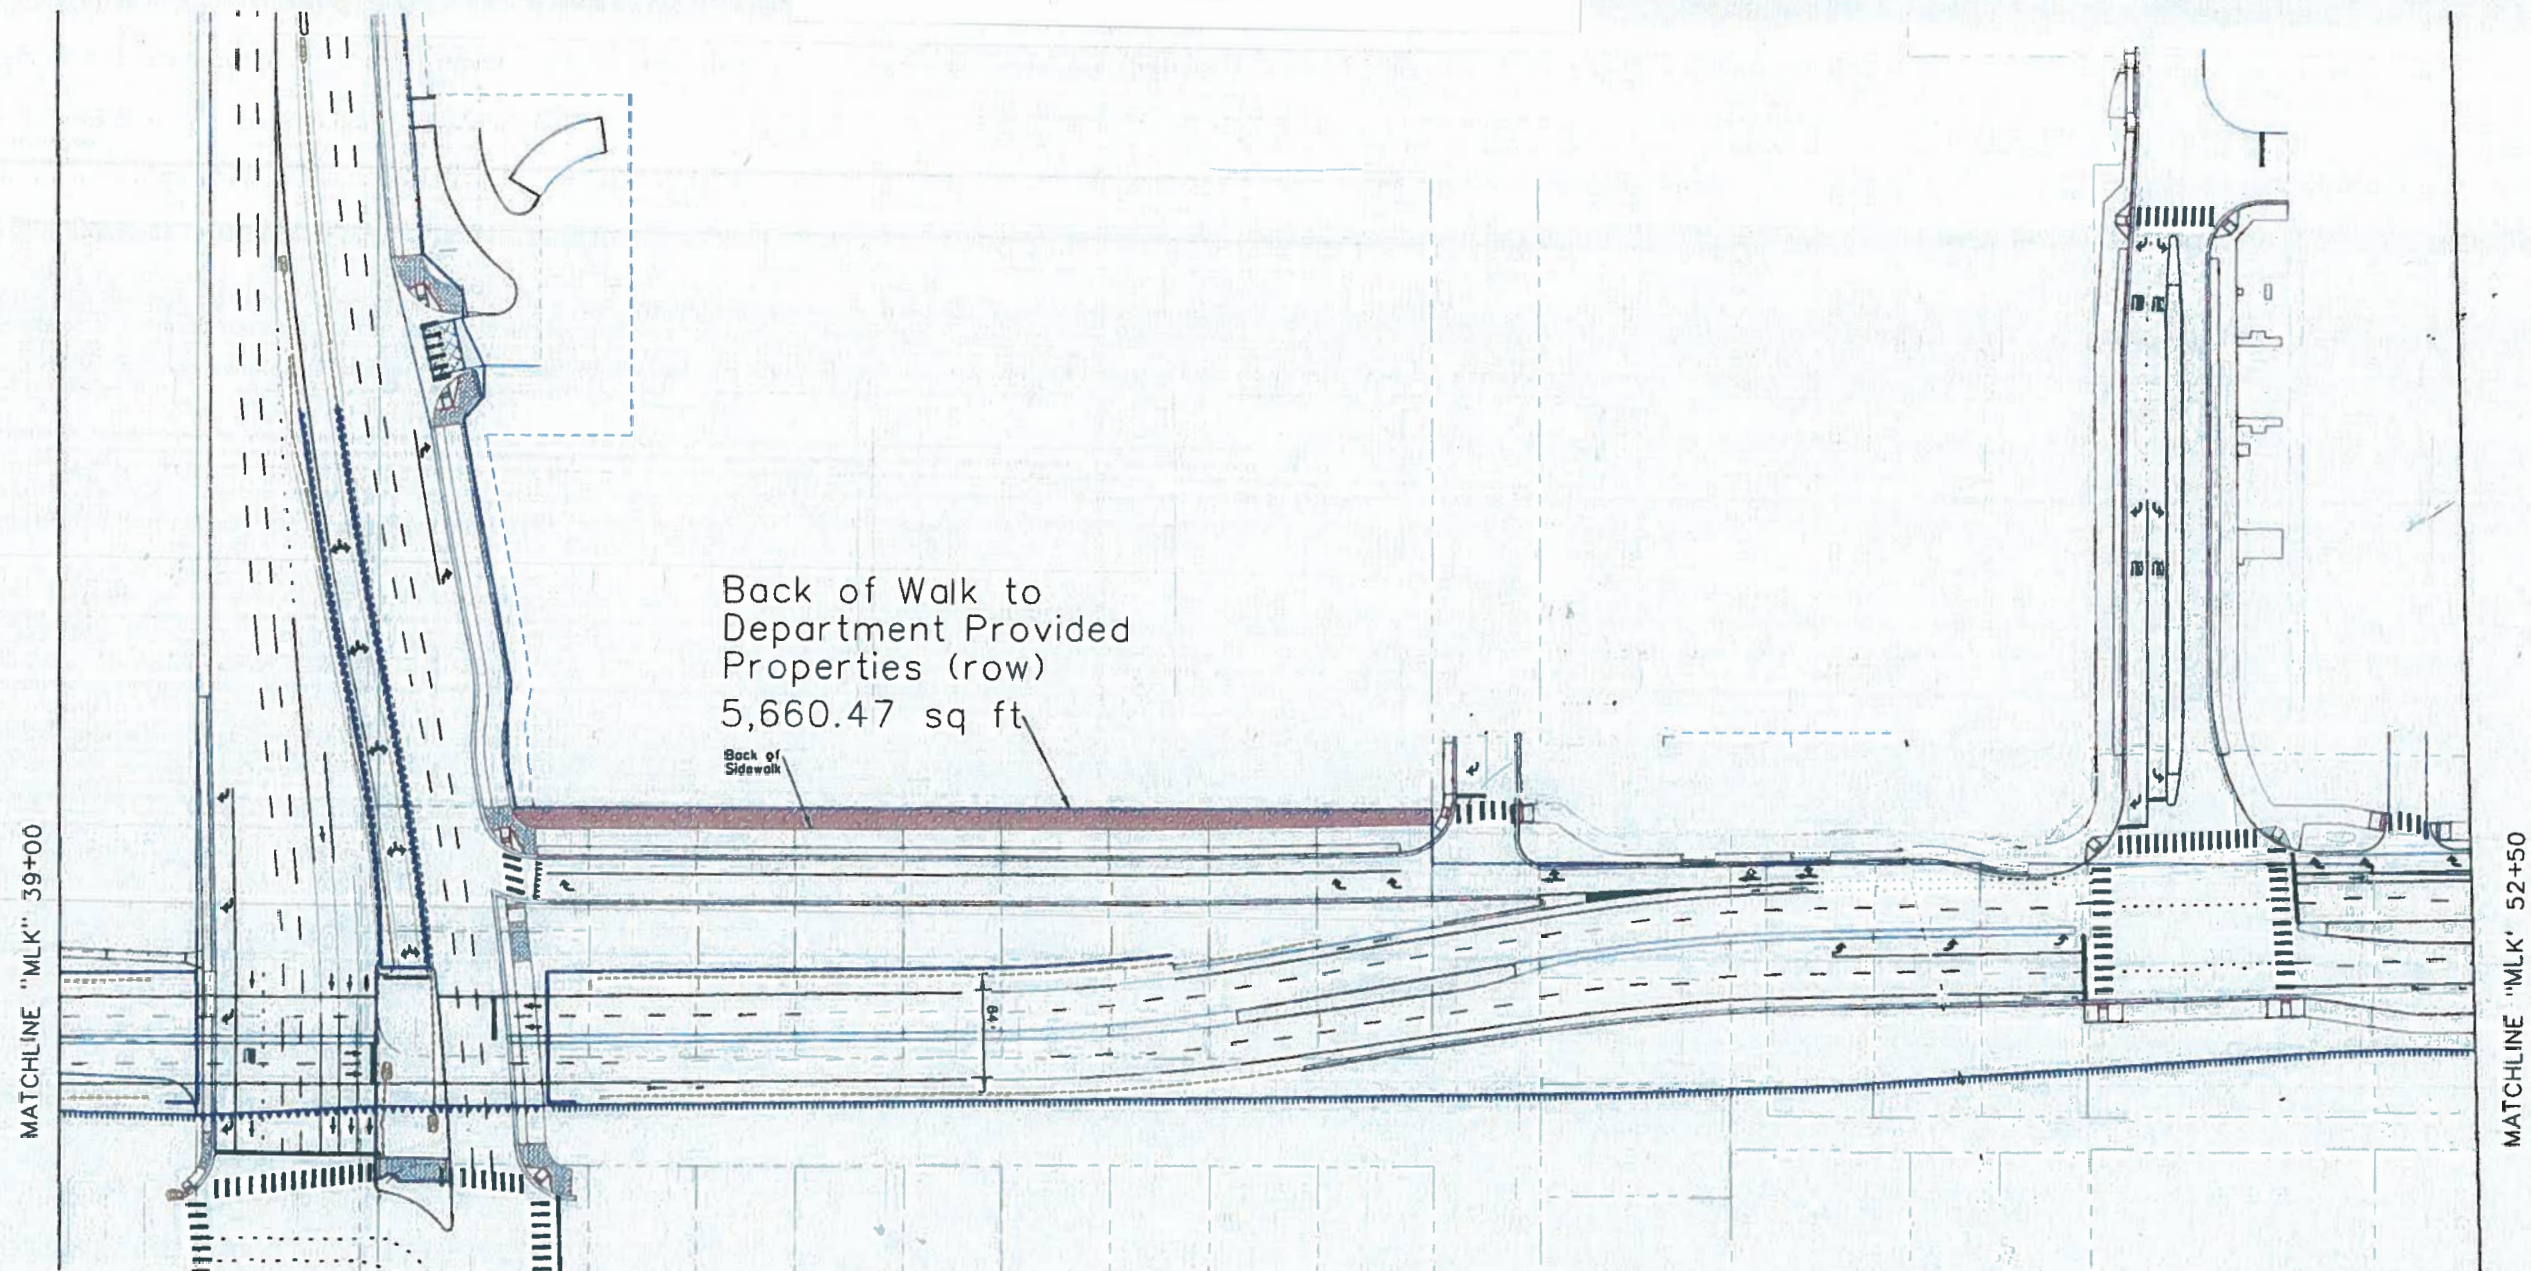 Back of Walk to
Department Provided
Properties (row)
5,660.47 sq ft
Back of
Sidewalk
MATCHLINE "MLK" 39+00
MATCHLINE "MLK" 52+50